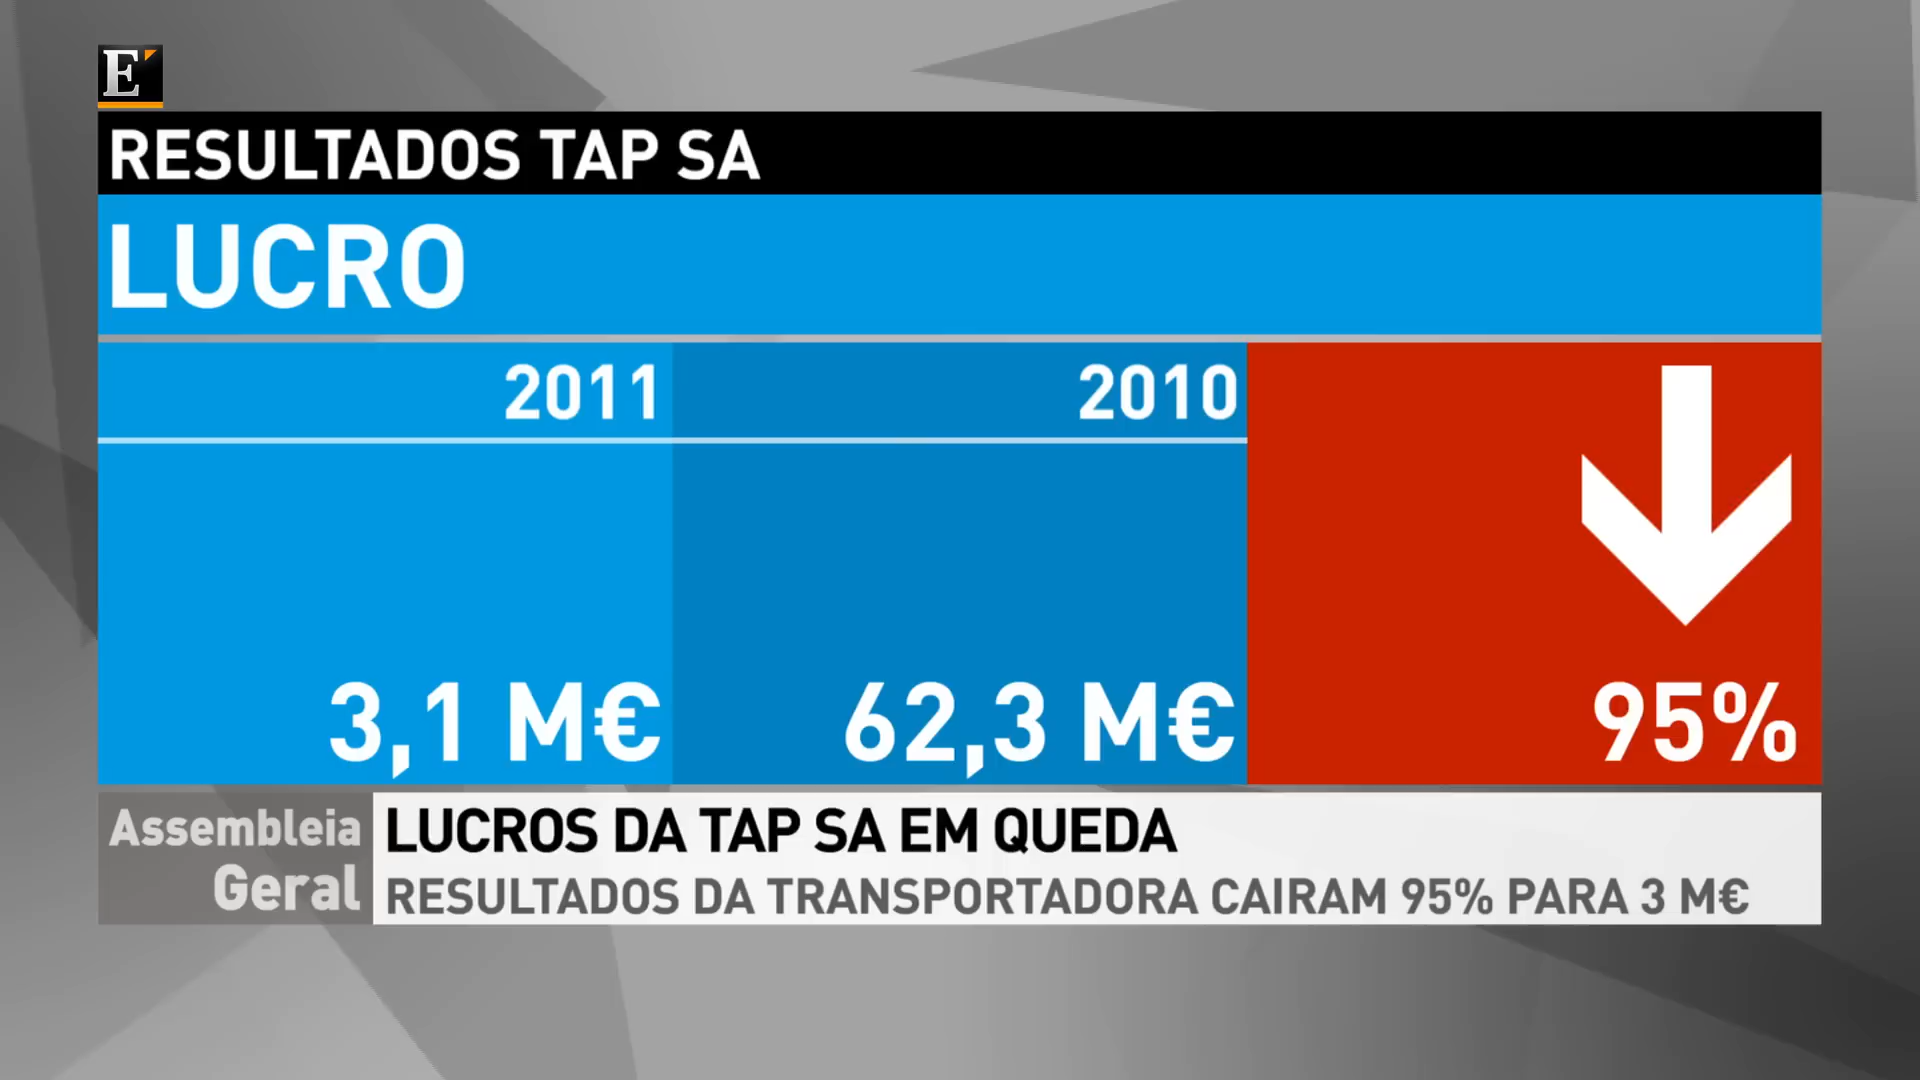 E´
RESULTADOS TAP SA
LUCRO
2011
2010
3,1 M€
62,3 M€
95%
Assembleia
Geral
LUCROS DA TAP SA EM QUEDA
RESULTADOS DA TRANSPORTADORA CAIRAM 95% PARA 3 M€